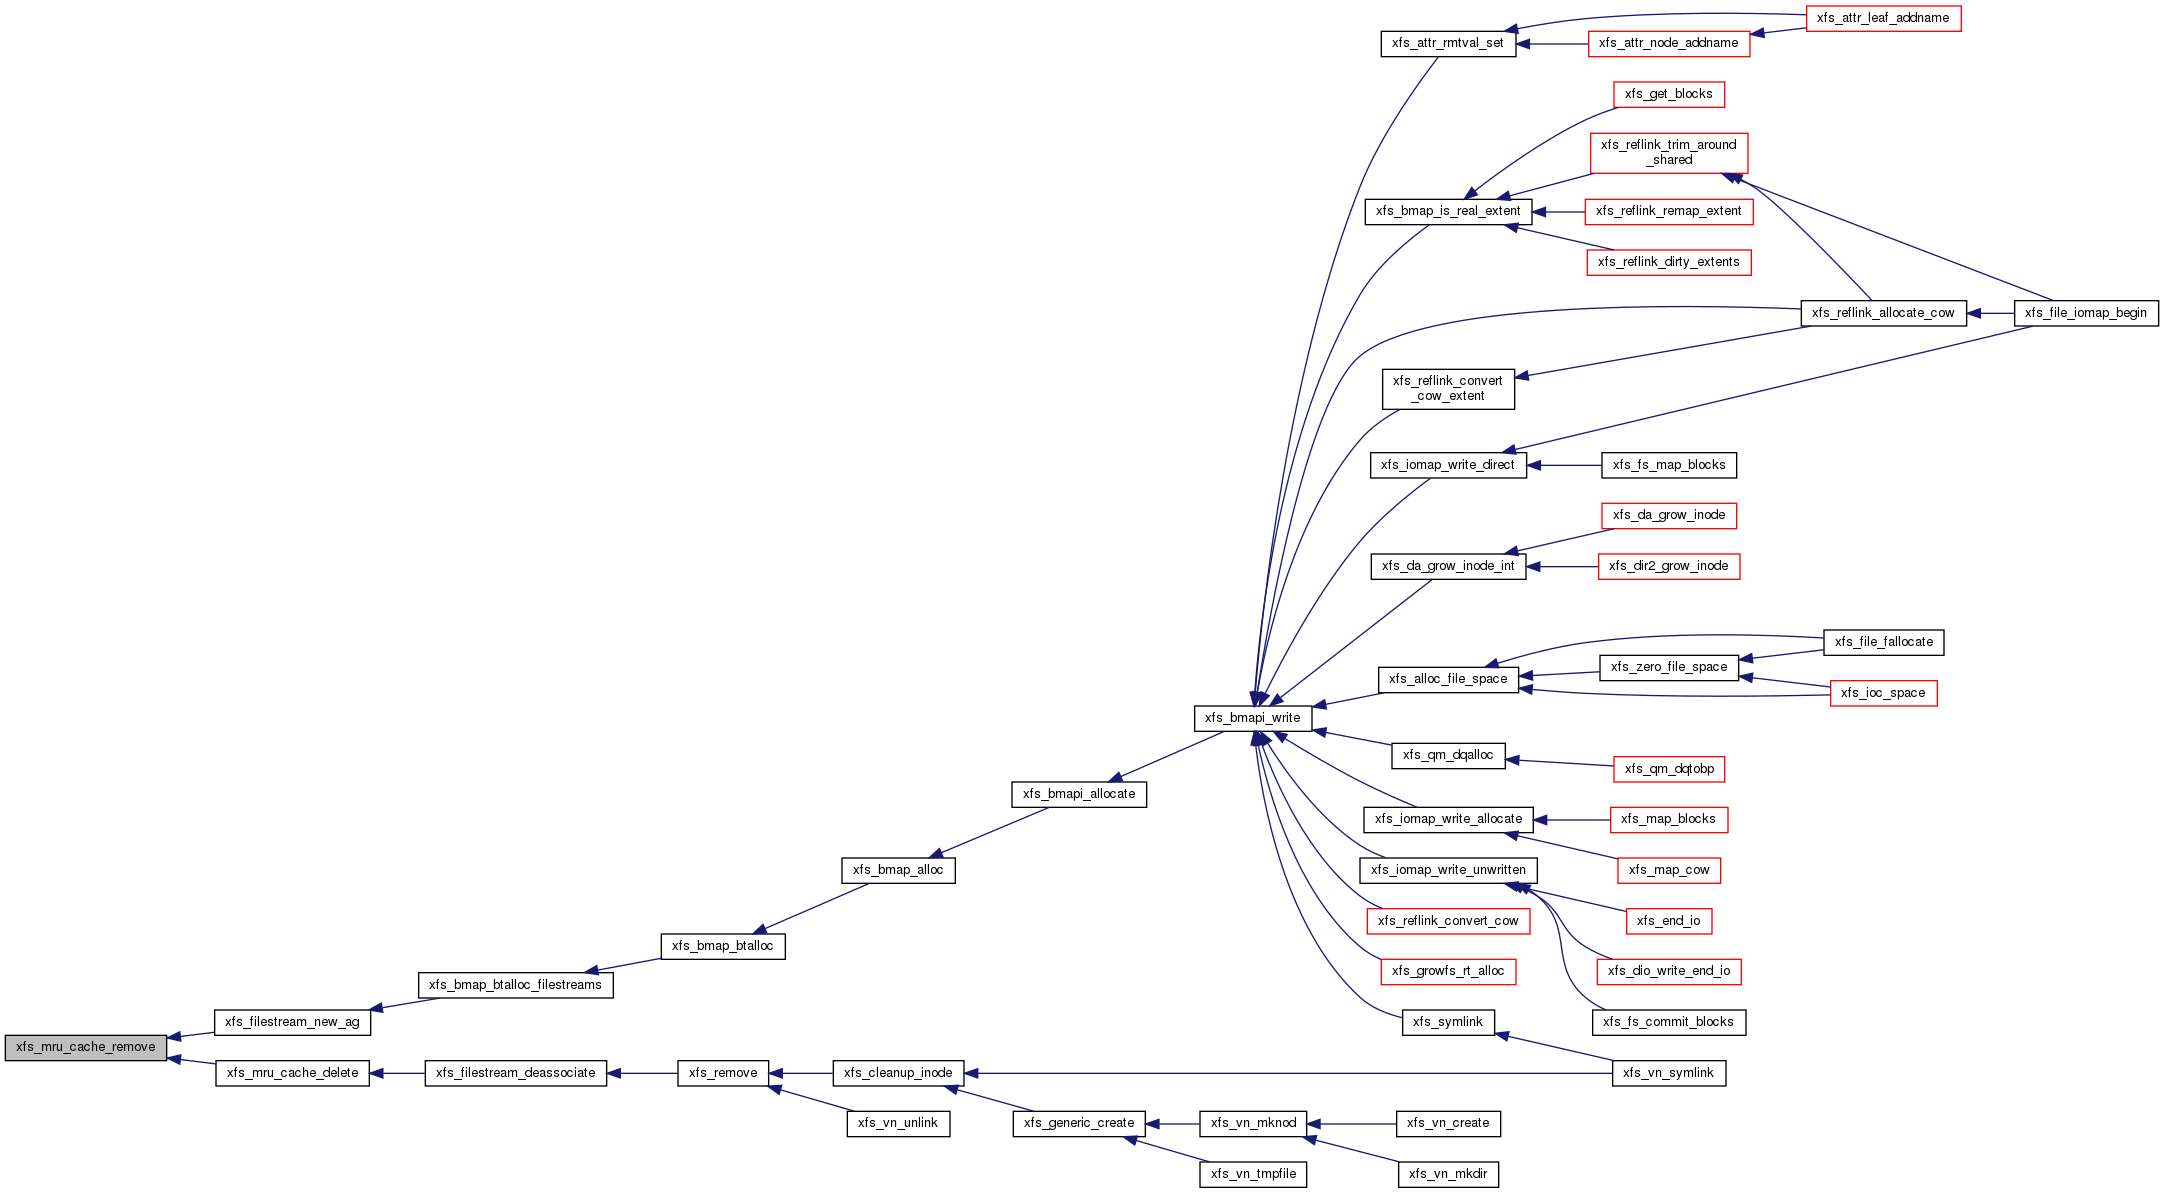 xfs_attr_leaf_addname
xfs_attr_rmtval_set
xfs_attr_node_addname
xfs_get_blocks
xfs_reflink_trim_around
_shared
xfs_bmap_is_real_extent
xfs_reflink_remap_extent
xfs_reflink_dirty_extents
xfs_reflink_allocate_cow
xfs_file_iomap_begin
xfs_reflink_convert
_cow_extent
xfs_iomap_write_direct
xfs_fs_map_blocks
xfs_da_grow_inode
xfs_da_grow_inode_int
xfs_dir2_grow_inode
xfs_file_fallocate
xfs_alloc_file_space
xfs_zero_file_space
xfs_ioc_space
xfs_bmapi_write
xfs_qm_dqalloc
xfs_qm_dqtobp
xfs_bmapi_allocate
xfs_iomap_write_allocate
xfs_map_blocks
xfs_bmap_alloc
xfs_iomap_write_unwritten
xfs_map_cow
xfs_reflink_convert_cow
xfs_end_io
xfs_bmap_btalloc
xfs_growfs_rt_alloc
xfs_dio_write_end_io
xfs_bmap_btalloc_filestreams
xfs_filestream_new_ag
xfs_symlink
xfs_fs_commit_blocks
xfs_mru_cache_remove
xfs_mru_cache_delete
xfs_filestream_deassociate
xfs_remove
xfs_cleanup_inode
xfs_vn_symlink
xfs_vn_unlink
xfs_generic_create
xfs_vn_mknod
xfs_vn_create
xfs_vn_tmpfile
xfs_vn_mkdir